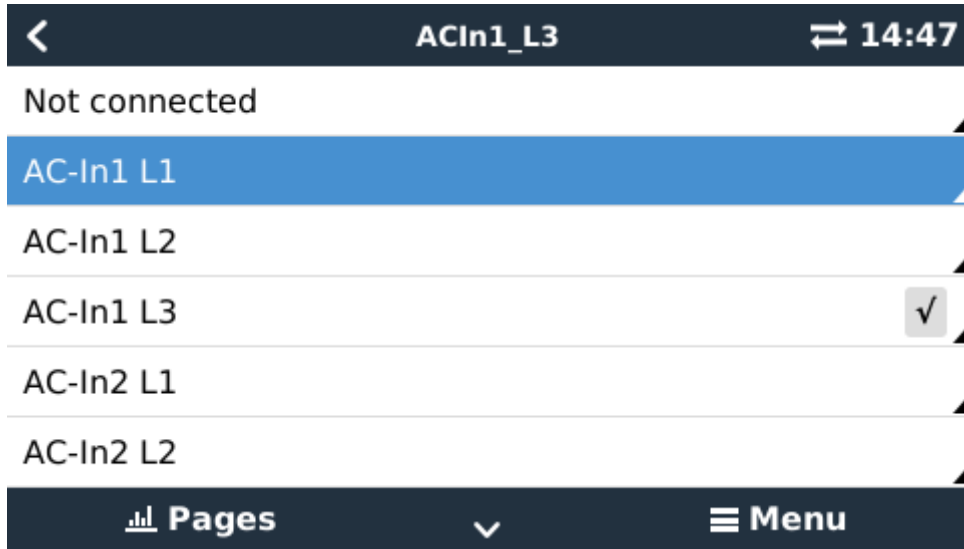 ACIn1_L3 14:47
Not connected
AC-In1 L1
AC-In1 L2
AC-In1 L3 √
AC-In2 L1
AC-In2 L2
Pages Menu